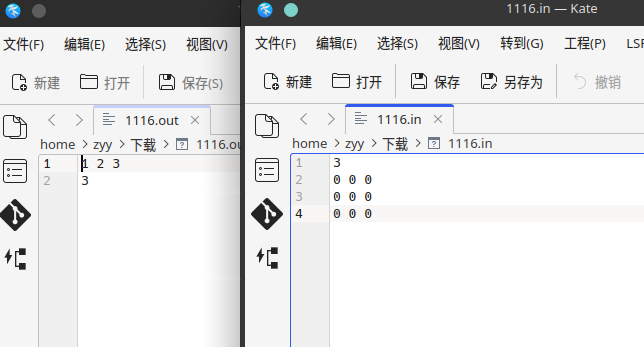 文件(F) 编辑(E) 选择(S) 视图(V)
新建 打开 保存(S)
1116.out
home > zyy > 下载 > 1116.ou
1 1 2 3
2 3
1116.in — Kate
文件(F) 编辑(E) 选择(S) 视图(V) 转到(G) 工程(P) LSP
新建 打开 保存 另存为 撤销
1116.in
home > zyy > 下载 > 1116.in
1 3
2 0 0 0
3 0 0 0
4 0 0 0